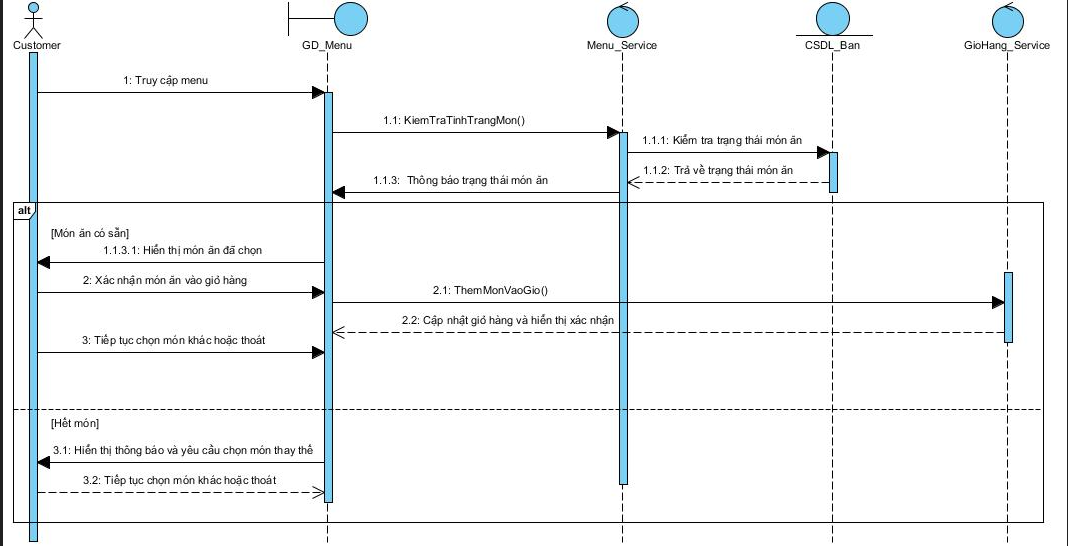 Customer
GD_Menu
Menu_Service
CSDL_Ban
GioHang_Service
1: Truy cập menu
1.1: KiemTraTinhTrangMon()
1.1.1: Kiểm tra trạng thái món ăn
1.1.2: Trả về trạng thái món ăn
1.1.3: Thông báo trạng thái món ăn
alt
[Món ăn có sẵn]
1.1.3.1: Hiển thị món ăn đã chọn
2: Xác nhận món ăn vào giỏ hàng
2.1: ThemMonVaoGio()
2.2: Cập nhật giỏ hàng và hiển thị xác nhận
3: Tiếp tục chọn món khác hoặc thoát
[Hết món]
3.1: Hiển thị thông báo và yêu cầu chọn món thay thế
3.2: Tiếp tục chọn món khác hoặc thoát